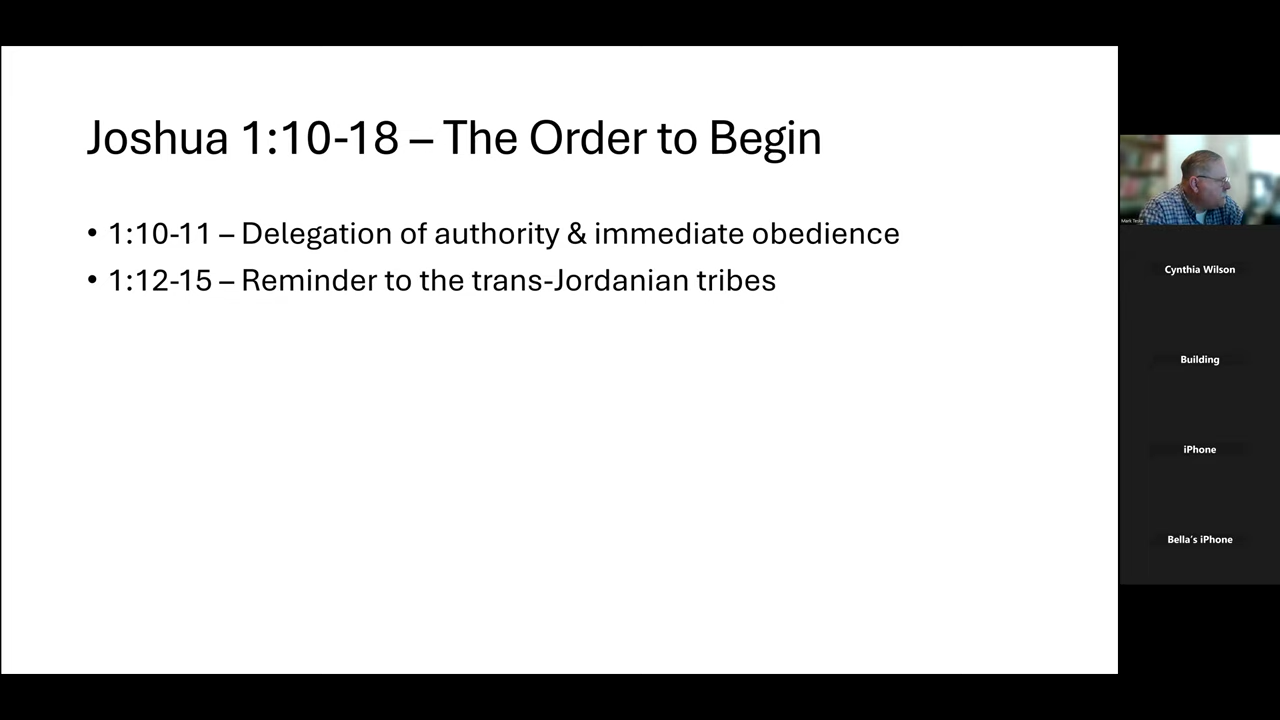 Joshua 1:10-18 – The Order to Begin
• 1:10-11 – Delegation of authority & immediate obedience
• 1:12-15 – Reminder to the trans-Jordanian tribes
Cynthia Wilson
Building
iPhone
Bella's iPhone